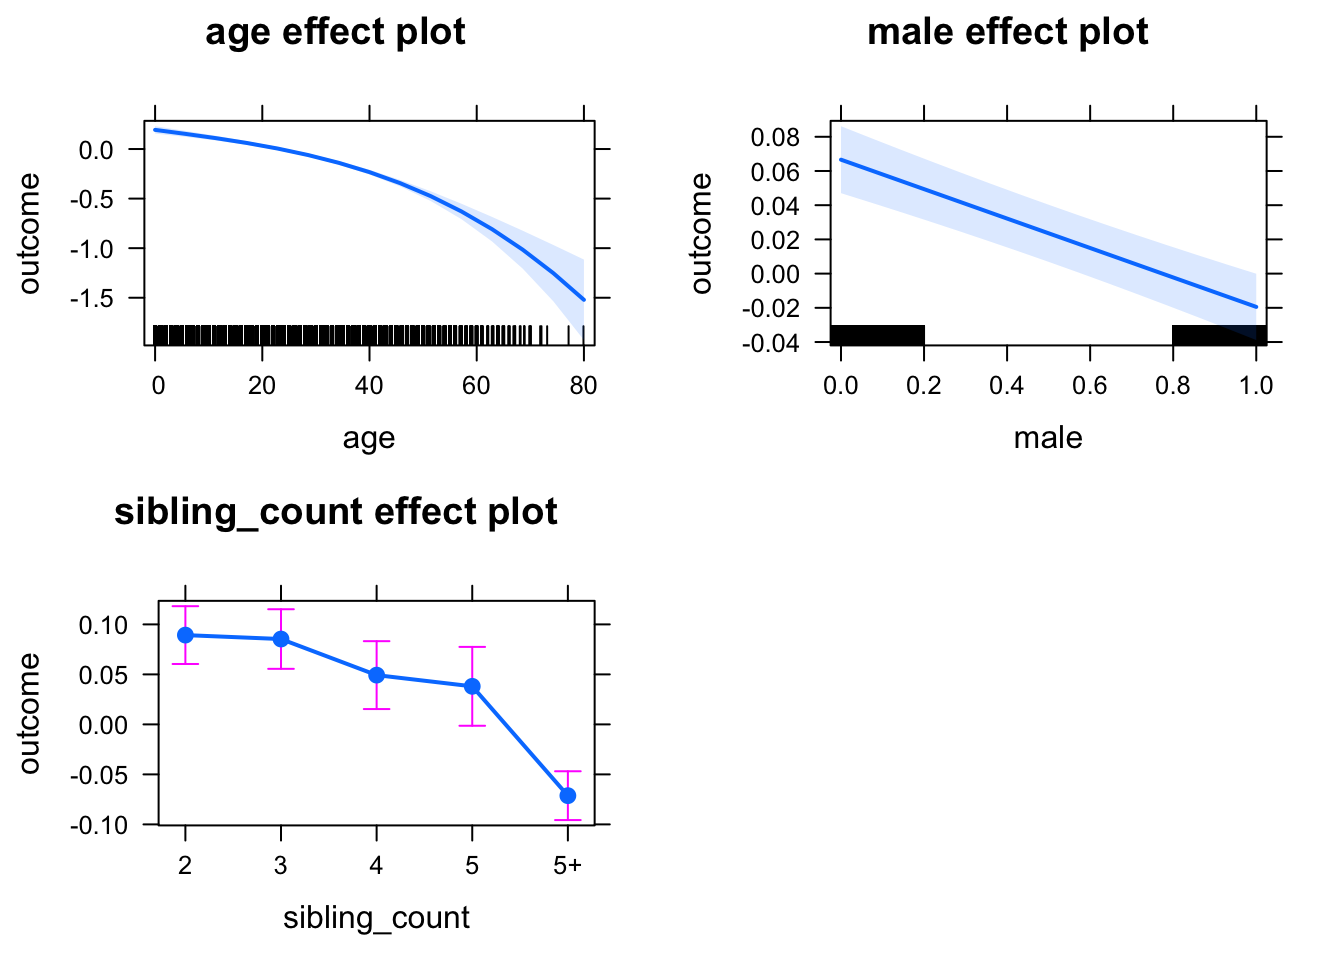 age effect plot
outcome
0.0
-0.5
-1.0
-1.5
0 20 40 60 80
age
male effect plot
outcome
0.08
0.06
0.04
0.02
0.00
-0.02
-0.04
0.0 0.2 0.4 0.6 0.8 1.0
male
sibling_count effect plot
outcome
0.10
0.05
0.00
-0.05
-0.10
2 3 4 5 5+
sibling_count